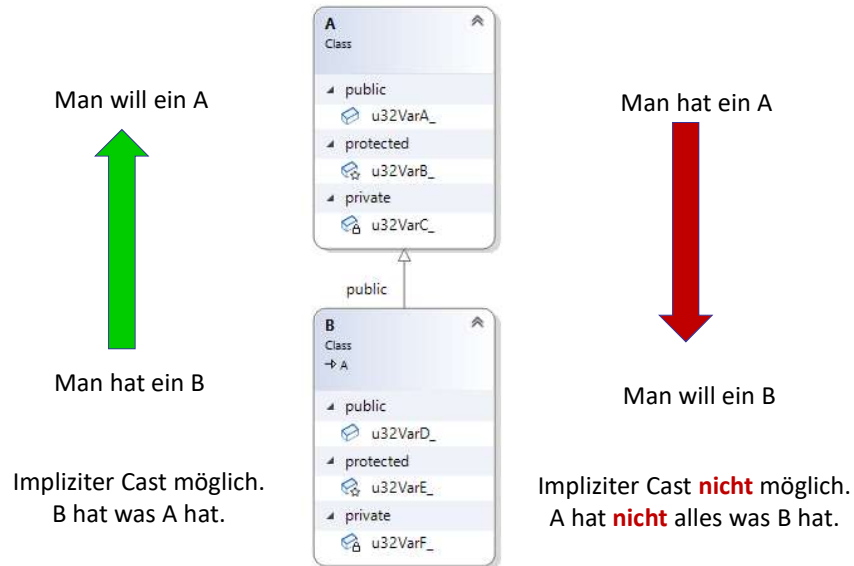 Man will ein A
Man hat ein B
Impliziter Cast möglich.
B hat was A hat.
A
Class
public
u32VarA_
protected
u32VarB_
private
u32VarC_
public
B
Class
→ A
public
u32VarD_
protected
u32VarE_
private
u32VarF_
Man hat ein A
Man will ein B
Impliziter Cast nicht möglich.
A hat nicht alles was B hat.